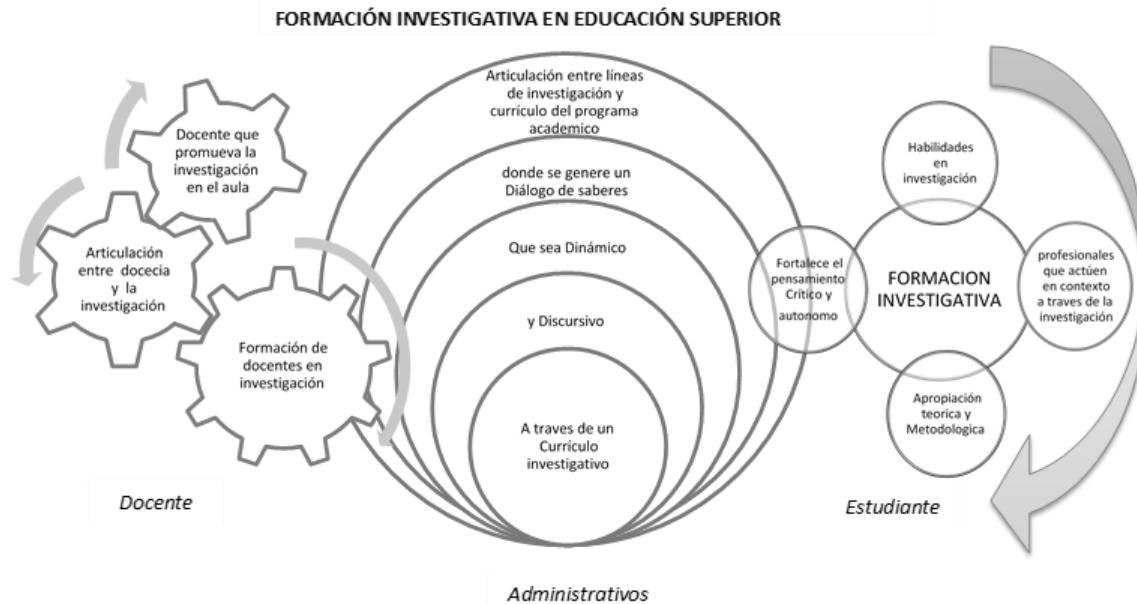 FORMACIÓN INVESTIGATIVA EN EDUCACIÓN SUPERIOR
Docente que
promueva la
investigación
en el aula
Articulación
entre docecia
y la
investigación
Formación de
docentes en
investigación
Docente
Articulación entre líneas
de investigación y
currículo del programa
academico
donde se genere un
Diálogo de saberes
Que sea Dinámico
y Discursivo
A traves de un
Currículo
investigativo
Administrativos
Habilidades
en
investigación
Fortalece el
pensamiento
Crítico y
autonomo
FORMACION
INVESTIGATIVA
profesionales
que actúen
en contexto
a traves de la
investigación
Apropiación
teorica y
Metodologica
Estudiante